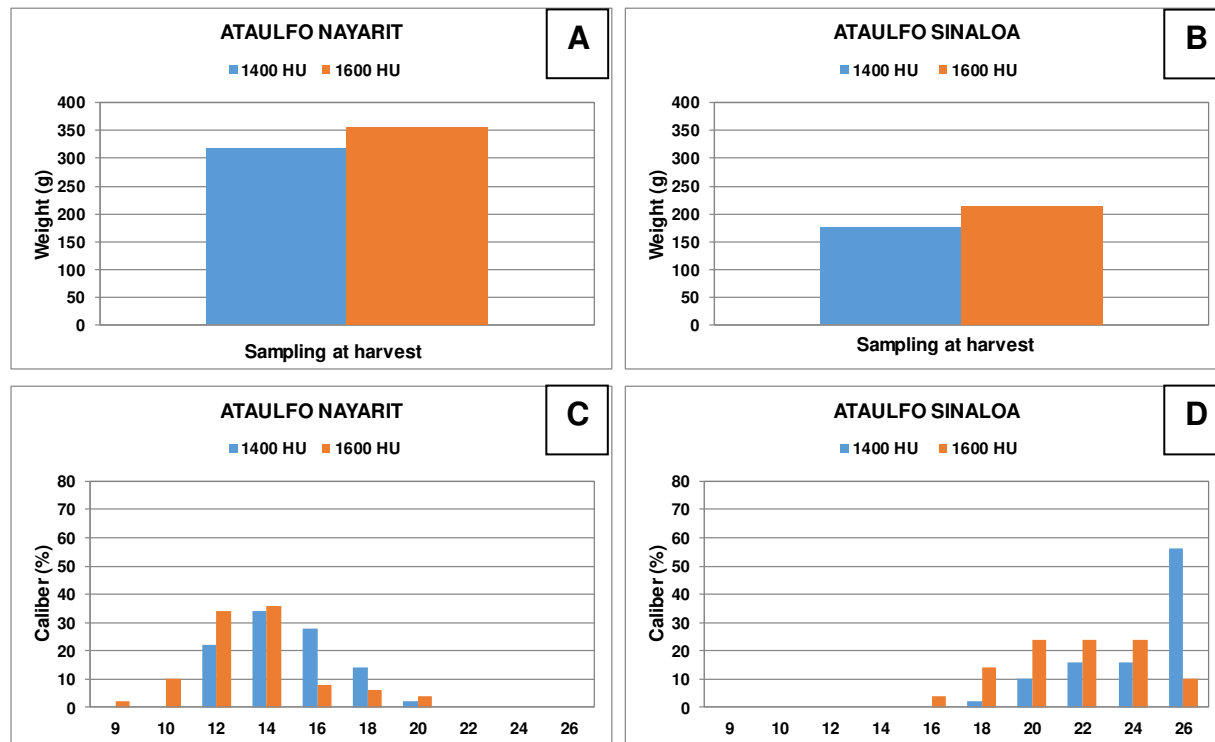 ATAULFO NAYARIT
A
1400 HU 1600 HU
400
350
300
250
200
150
100
50
0
Weight (g)
Sampling at harvest
ATAULFO SINALOA
B
1400 HU 1600 HU
400
350
300
250
200
150
100
50
0
Weight (g)
Sampling at harvest
ATAULFO NAYARIT
C
1400 HU 1600 HU
80
70
60
50
40
30
20
10
0
Caliber (%)
9 10 12 14 16 18 20 22 24 26
ATAULFO SINALOA
D
1400 HU 1600 HU
80
70
60
50
40
30
20
10
0
Caliber (%)
9 10 12 14 16 18 20 22 24 26